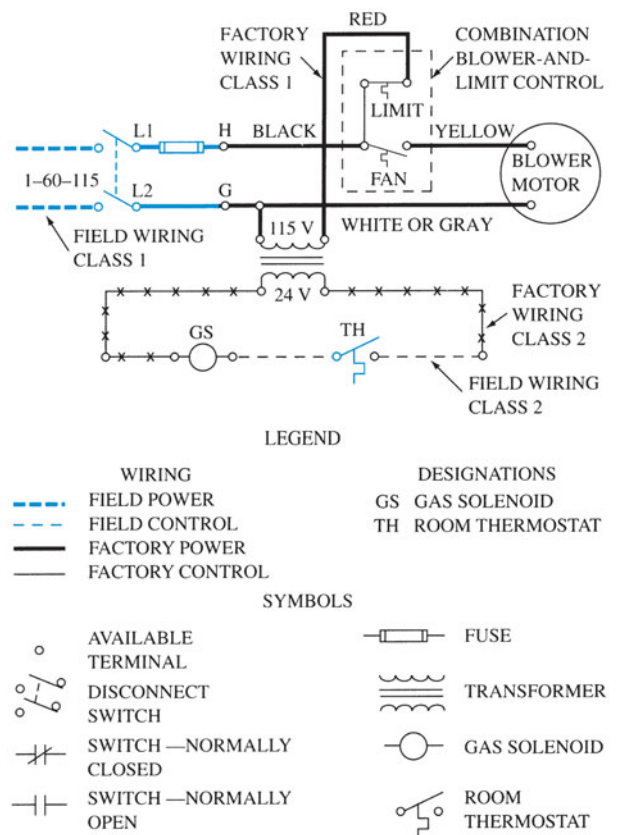 RED
FACTORY
WIRING
CLASS 1
COMBINATION
BLOWER-AND-
LIMIT CONTROL
LIMIT
L1
H
BLACK
YELLOW
FAN
BLOWER
MOTOR
1–60–115
L2
G
WHITE OR GRAY
FIELD WIRING
CLASS 1
115 V
24 V
FACTORY
WIRING
CLASS 2
GS
TH
FIELD WIRING
CLASS 2
LEGEND
WIRING
FIELD POWER
FIELD CONTROL
FACTORY POWER
FACTORY CONTROL
DESIGNATIONS
GS GAS SOLENOID
TH ROOM THERMOSTAT
SYMBOLS
AVAILABLE
TERMINAL
DISCONNECT
SWITCH
SWITCH —NORMALLY
CLOSED
SWITCH —NORMALLY
OPEN
FUSE
TRANSFORMER
GAS SOLENOID
ROOM
THERMOSTAT